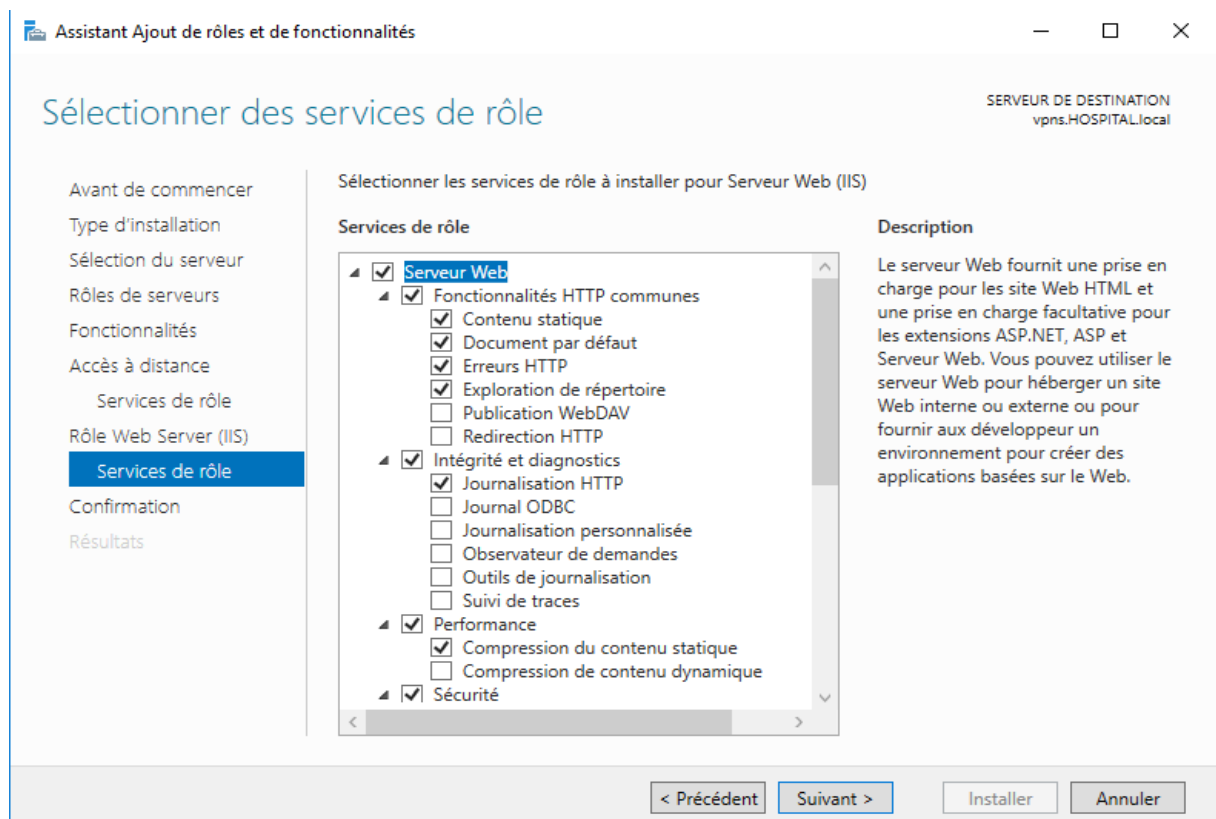 Assistant Ajout de rôles et de fonctionnalités
Sélectionner des services de rôle
SERVEUR DE DESTINATION
vpns.HOSPITAL.local
Avant de commencer
Type d'installation
Sélection du serveur
Rôles de serveurs
Fonctionnalités
Accès à distance
Services de rôle
Rôle Web Server (IIS)
Services de rôle
Confirmation
Résultats
Sélectionner les services de rôle à installer pour Serveur Web (IIS)
Services de rôle
Serveur Web
Fonctionnalités HTTP communes
Contenu statique
Document par défaut
Erreurs HTTP
Exploration de répertoire
Publication WebDAV
Redirection HTTP
Intégrité et diagnostics
Journalisation HTTP
Journal ODBC
Journalisation personnalisée
Observateur de demandes
Outils de journalisation
Suivi de traces
Performance
Compression du contenu statique
Compression de contenu dynamique
Sécurité
Description
Le serveur Web fournit une prise en
charge pour les site Web HTML et
une prise en charge facultative pour
les extensions ASP.NET, ASP et
Serveur Web. Vous pouvez utiliser le
serveur Web pour héberger un site
Web interne ou externe ou pour
fournir aux développeur un
environnement pour créer des
applications basées sur le Web.
< Précédent
Suivant >
Installer
Annuler